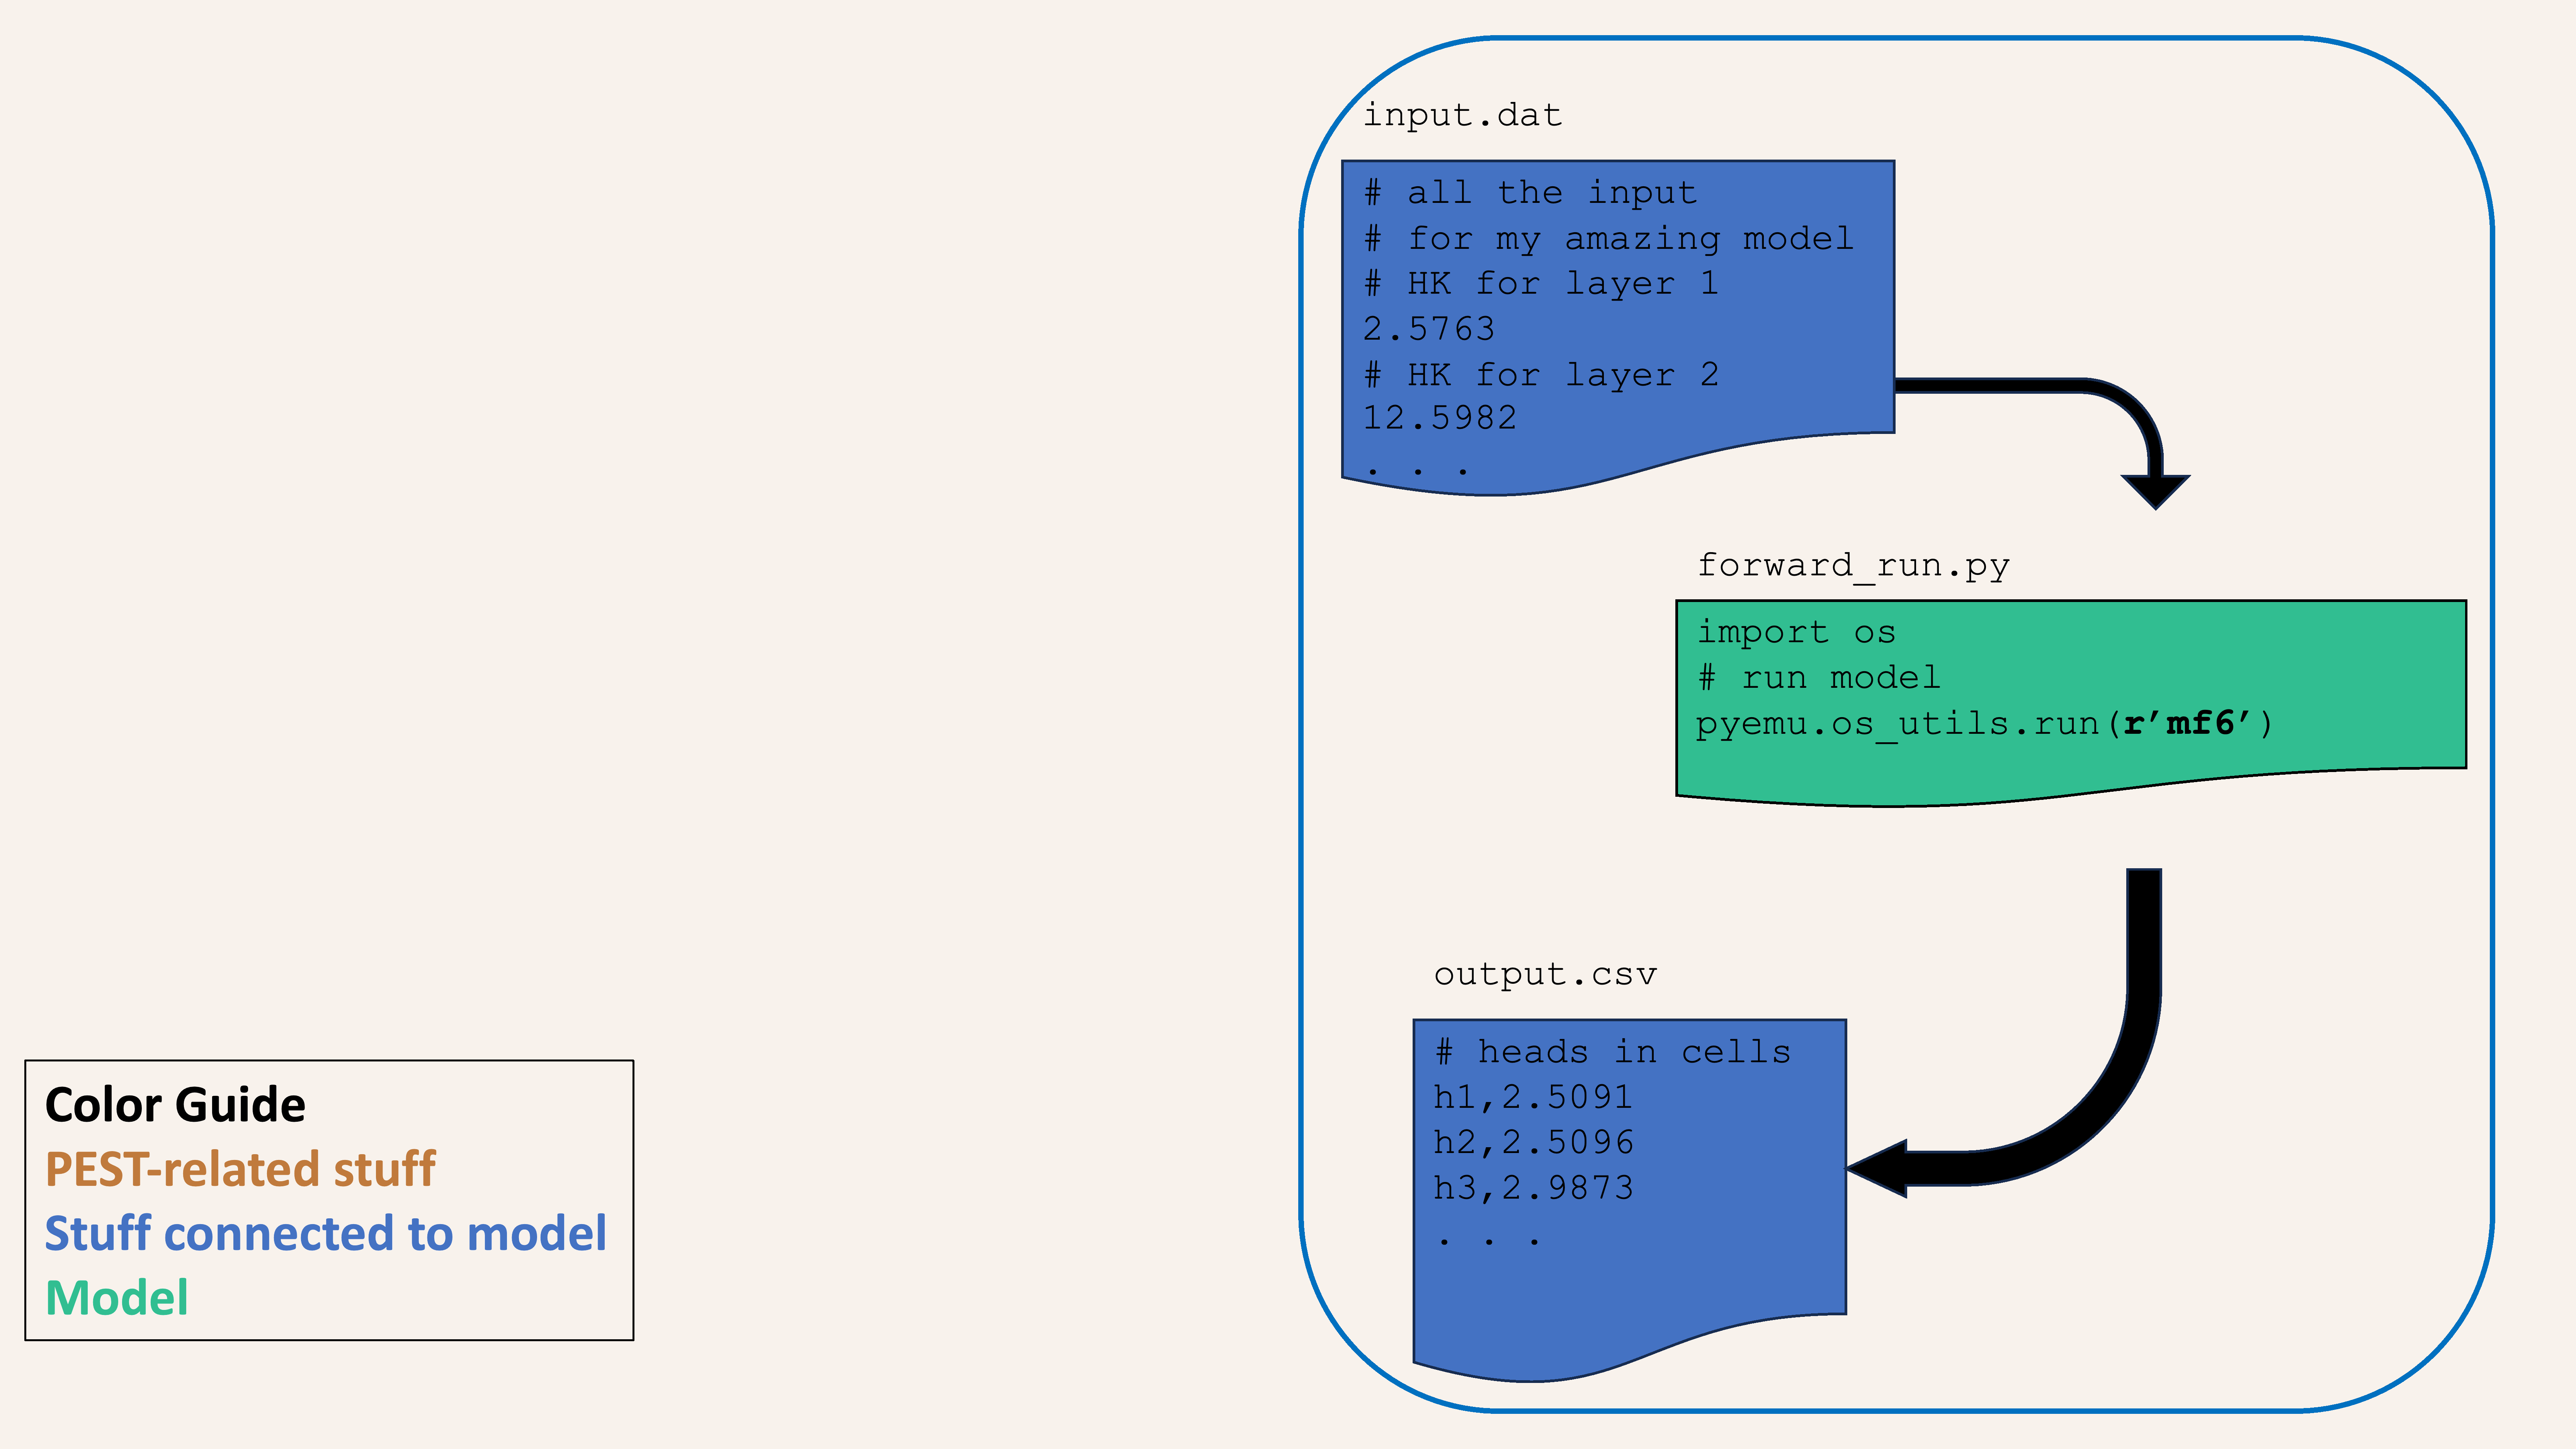 input.dat
# all the input
# for my amazing model
# HK for layer 1
2.5763
# HK for layer 2
12.5982
. . .
forward_run.py
import os
# run model
pyemu.os_utils.run(r’mf6’)
output.csv
# heads in cells
h1,2.5091
h2,2.5096
h3,2.9873
. . .
Color Guide
PEST-related stuff
Stuff connected to model
Model